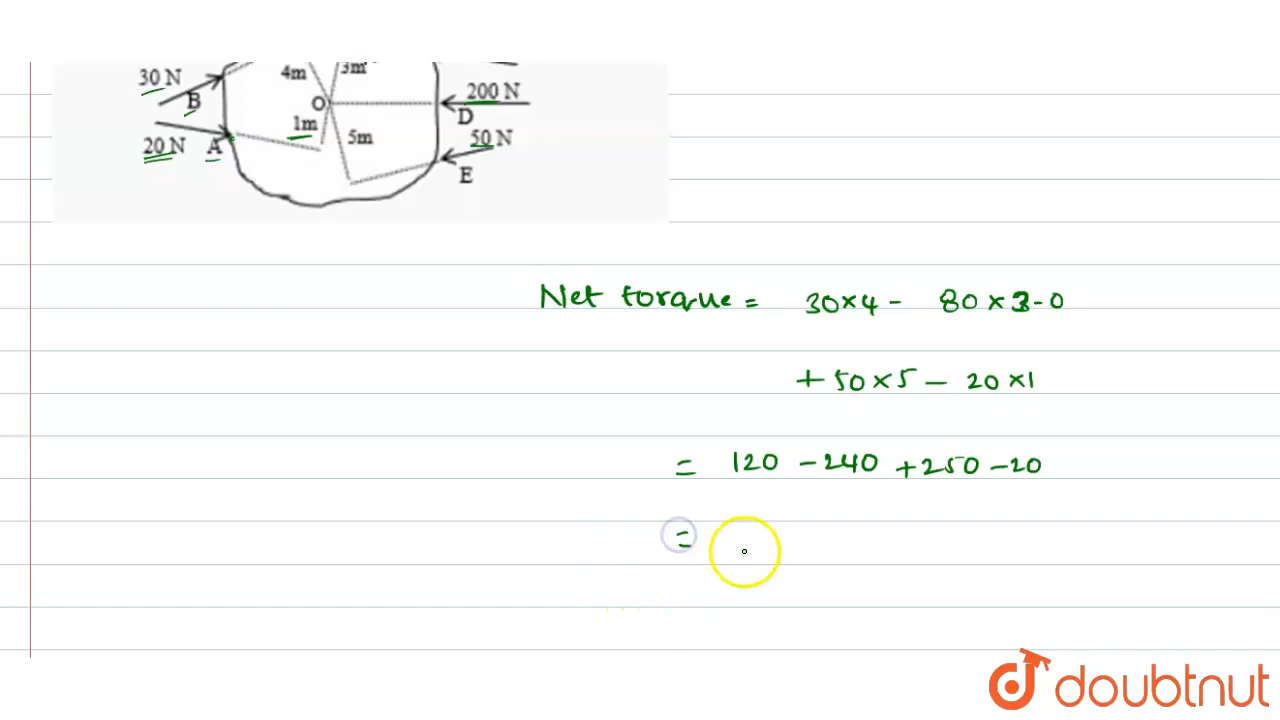 4m 3m
30 N 200 N
B O D
1m 5m 50 N
20 N A
E
Net torque = 30×4 - 80×3-0
+50×5 - 20×1
= 120 -240 +250 -20
=
doubtnut